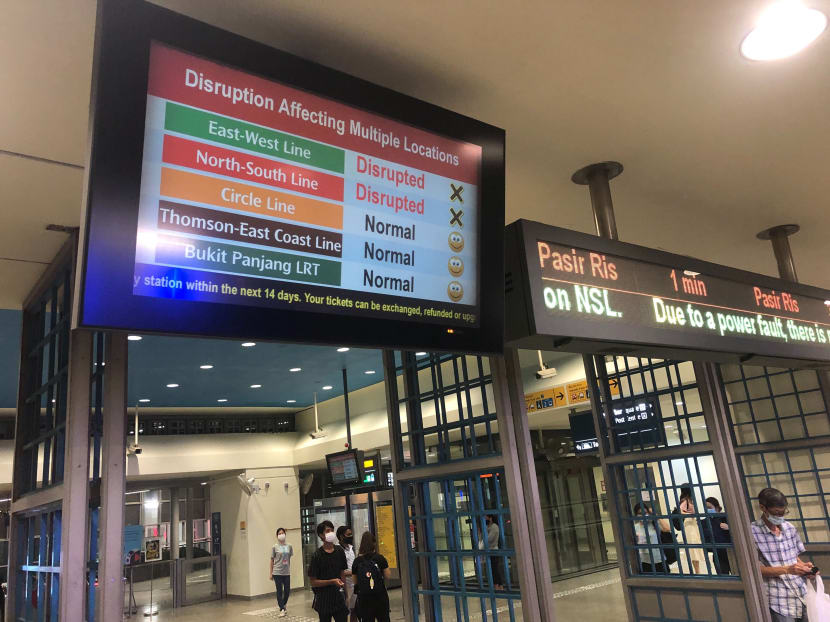 Disruption Affecting Multiple Locations
East-West Line Disrupted
North-South Line Disrupted
Circle Line Normal
Thomson-East Coast Line Normal
Bukit Panjang LRT Normal
station within the next 14 days. Your tickets can be exchanged, refunded or
Pasir Ris 1 min Pasir Ris
on NSL. Due to a power fault, there is